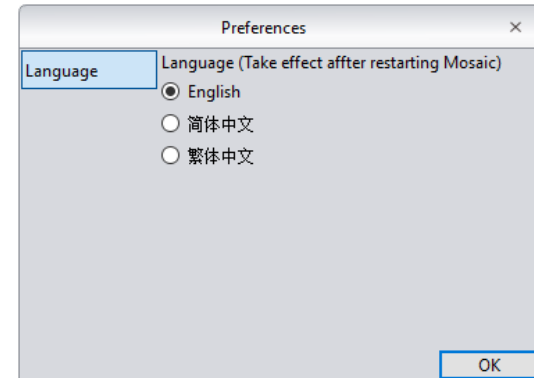 Preferences
Language
Language (Take effect affter restarting Mosaic)
English
简体中文
繁体中文
OK